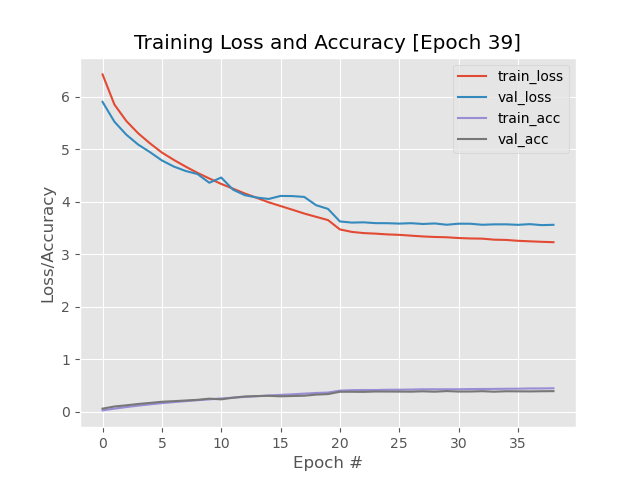 Training Loss and Accuracy [Epoch 39]
train_loss
val_loss
train_acc
val_acc
Loss/Accuracy
6
5
4
3
2
1
0
0 5 10 15 20 25 30 35
Epoch #